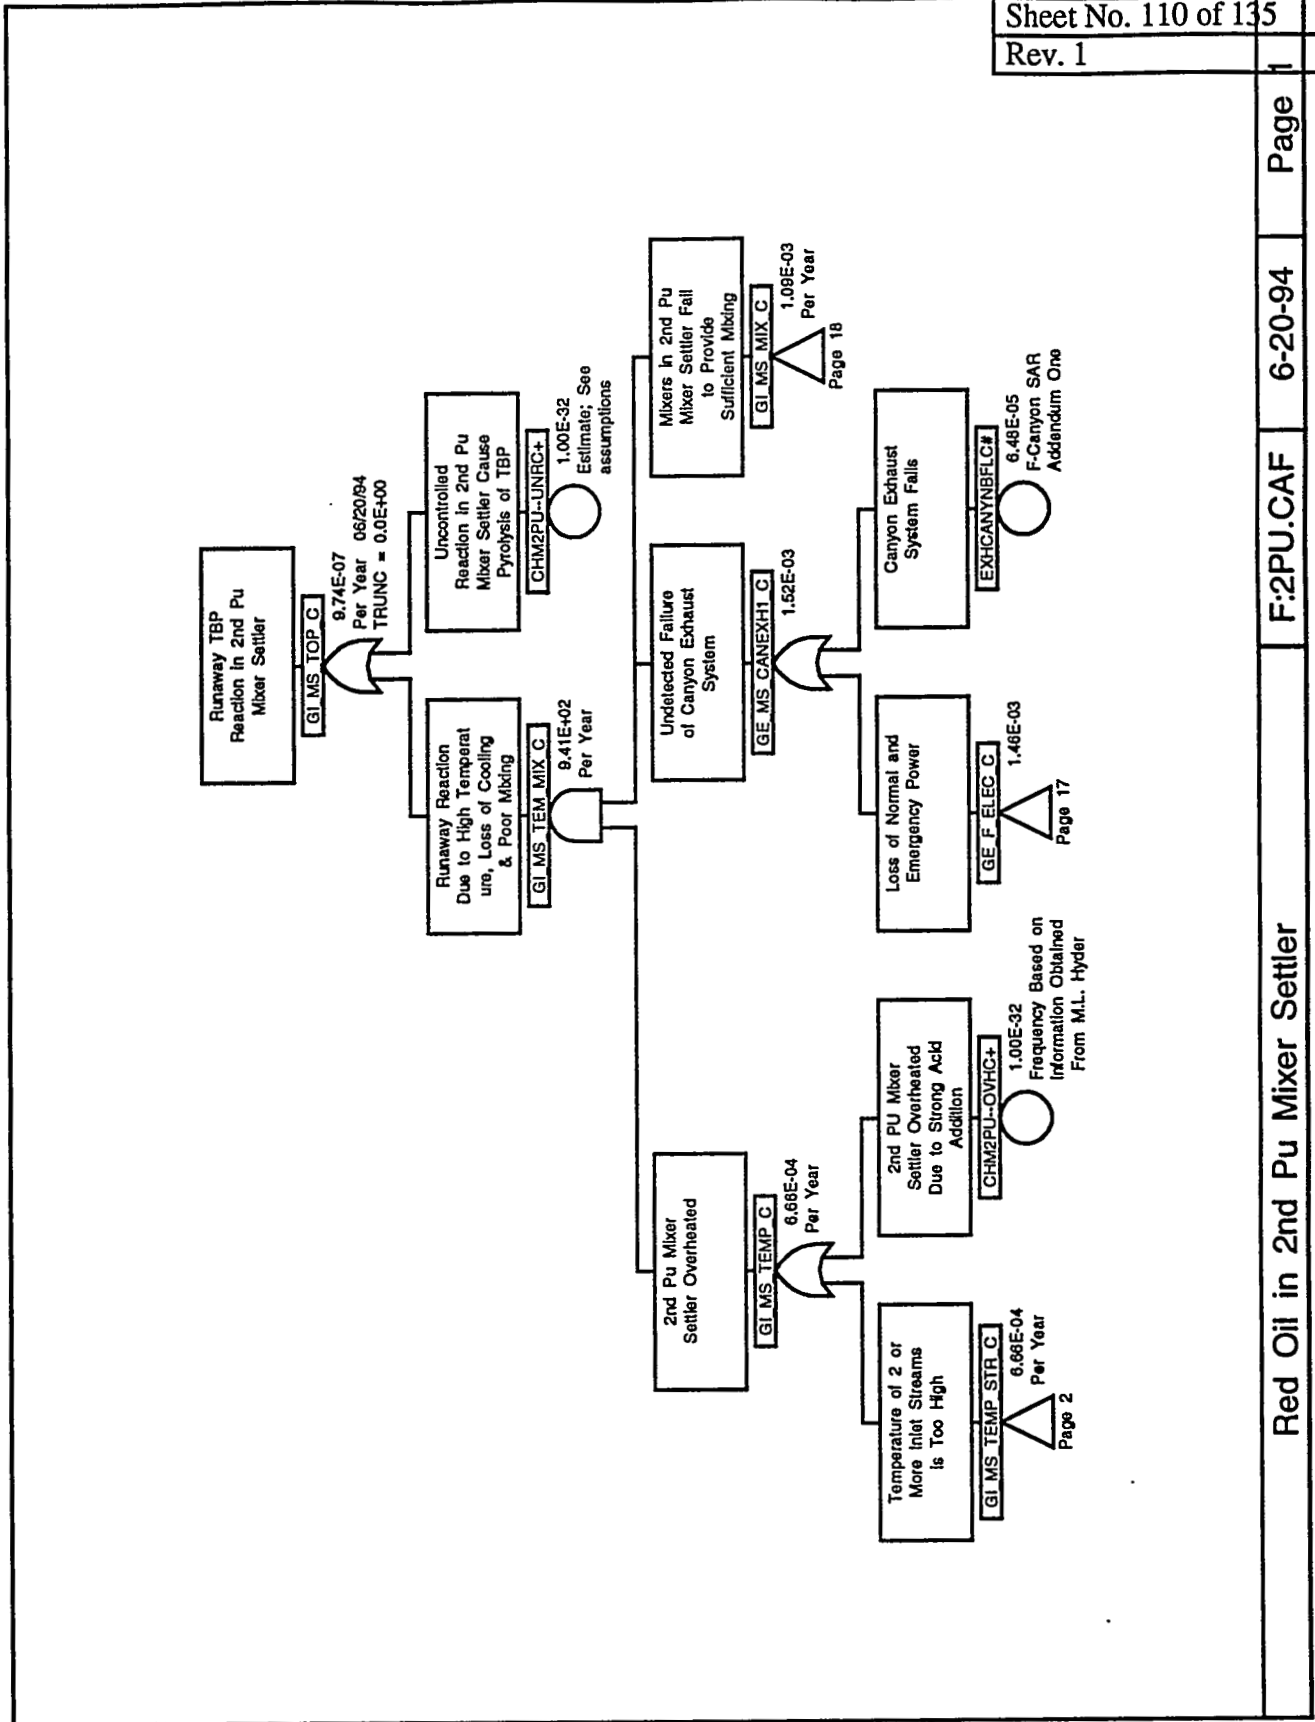 Sheet No. 110 of 135
Rev. 1
Runaway TBP
Reaction in 2nd Pu
Mixer Settler
GI_MS_TOP_C
9.74E-07
Per Year 06/20/94
TRUNC = 0.0E+00
Runaway Reaction
Due to High Temperat
ure, Loss of Cooling
& Poor Mixing
GI_MS_TEM_MIX_C
9.41E+02
Per Year
Uncontrolled
Reaction in 2nd Pu
Mixer Settler Cause
Pyrolysis of TBP
CHM2PU--UNRC+
1.00E-32
Estimate; See
assumptions
2nd PU Mixer
Settler Overheated
GI_MS_TEMP_C
6.66E-04
Per Year
Undetected Failure
of Canyon Exhaust
System
GE_MS_CANEXH1_C
1.52E-03
Mixers in 2nd Pu
Mixer Settler Fail
to Provide
Sufficient Mixing
GI_MS_MIX_C
1.09E-03
Per Year
Page 18
Temperature of 2 or
More Inlet Streams
Is Too High
GI_MS_TEMP_STR_C
6.66E-04
Per Year
Page 2
2nd PU Mixer
Settler Overheated
Due to Strong Acid
Addition
CHM2PU--OVHC+
1.00E-32
Frequency Based on
Information Obtained
From M.L. Hyder
Loss of Normal and
Emergency Power
GE_F_ELEC_C
1.46E-03
Page 17
Canyon Exhaust
System Fails
EXHCANYNBFLC#
6.48E-05
F-Canyon SAR
Addendum One
Red Oil in 2nd Pu Mixer Settler
F:2PU.CAF
6-20-94
Page 1